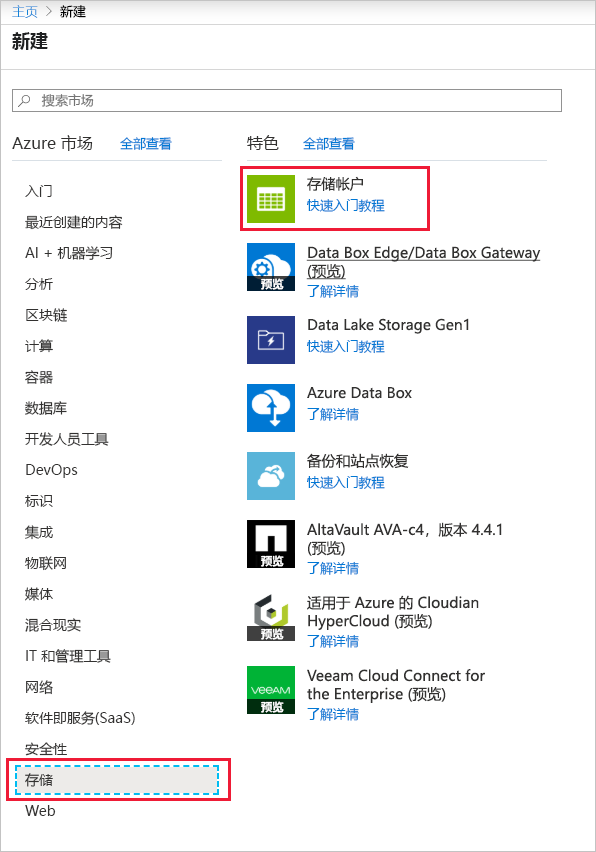 主页 > 新建
新建
搜索市场
Azure 市场 全部查看
入门
最近创建的内容
AI + 机器学习
分析
区块链
计算
容器
数据库
开发人员工具
DevOps
标识
集成
物联网
媒体
混合现实
IT 和管理工具
网络
软件即服务(SaaS)
安全性
存储
Web
特色 全部查看
存储帐户
快速入门教程
预览
Data Box Edge/Data Box Gateway
(预览)
了解详情
Data Lake Storage Gen1
快速入门教程
Azure Data Box
了解详情
备份和站点恢复
快速入门教程
预览
AltaVault AVA-c4，版本 4.4.1
(预览)
了解详情
预览
适用于 Azure 的 Cloudian
HyperCloud (预览)
了解详情
veeam
预览
Veeam Cloud Connect for
the Enterprise (预览)
了解详情